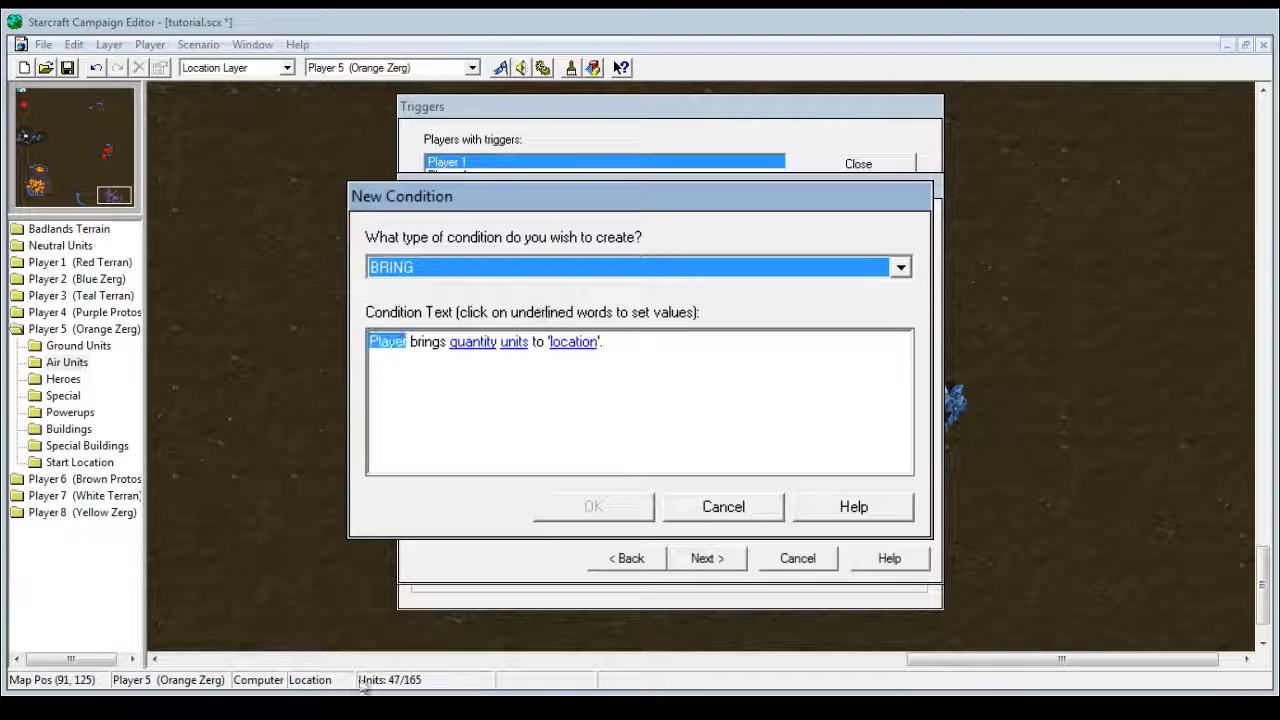 Starcraft Campaign Editor - [tutorial.scx *]
File Edit Layer Player Scenario Window Help
Location Layer Player 5 (Orange Zerg)
Triggers
Players with triggers:
Player 1
Close
New Condition
What type of condition do you wish to create?
BRING
Condition Text (click on underlined words to set values):
Player brings quantity units to 'location'.
OK Cancel Help
< Back Next > Cancel Help
Badlands Terrain
Neutral Units
Player 1 (Red Terran)
Player 2 (Blue Zerg)
Player 3 (Teal Terran)
Player 4 (Purple Protos
Player 5 (Orange Zerg)
Ground Units
Air Units
Heroes
Special
Powerups
Buildings
Special Buildings
Start Location
Player 6 (Brown Protos
Player 7 (White Terran)
Player 8 (Yellow Zerg)
Map Pos (91, 125) Player 5 (Orange Zerg) Computer Location Units: 47/165